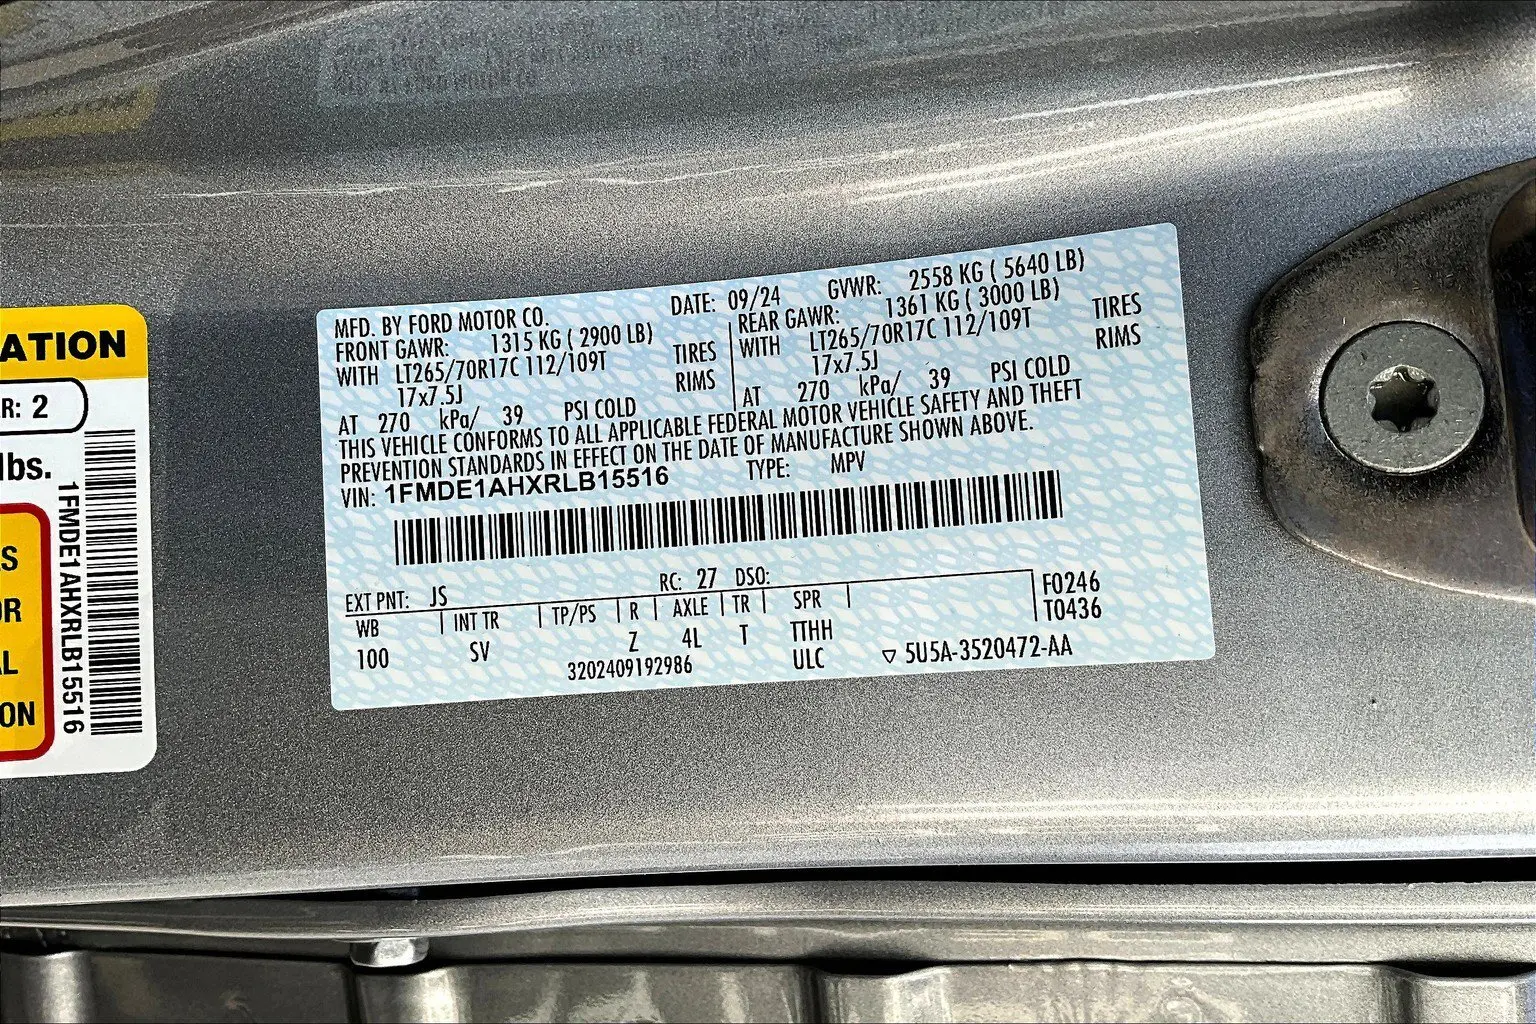 ATION
R: 2
lbs.
S
OR
AL
ON
1FMDE1AHXRLB15516
MFD. BY FORD MOTOR CO.
DATE: 09/24 GVWR: 2558 KG ( 5640 LB)
FRONT GAWR: 1315 KG ( 2900 LB)
WITH LT265/70R17C 112/109T TIRES
17x7.5J RIMS
AT 270 kPa/ 39 PSI COLD
REAR GAWR: 1361 KG ( 3000 LB)
WITH LT265/70R17C 112/109T TIRES
17x7.5J RIMS
AT 270 kPa/ 39 PSI COLD
THIS VEHICLE CONFORMS TO ALL APPLICABLE FEDERAL MOTOR VEHICLE SAFETY AND THEFT
PREVENTION STANDARDS IN EFFECT ON THE DATE OF MANUFACTURE SHOWN ABOVE.
VIN: 1FMDE1AHXRLB15516 TYPE: MPV
EXT PNT: JS RC: 27 DSO:
WB INT TR TP/PS R AXLE TR SPR
100 SV Z 4L T TTHH
ULC
F0246
T0436
3202409192986
▽ 5U5A-3520472-AA